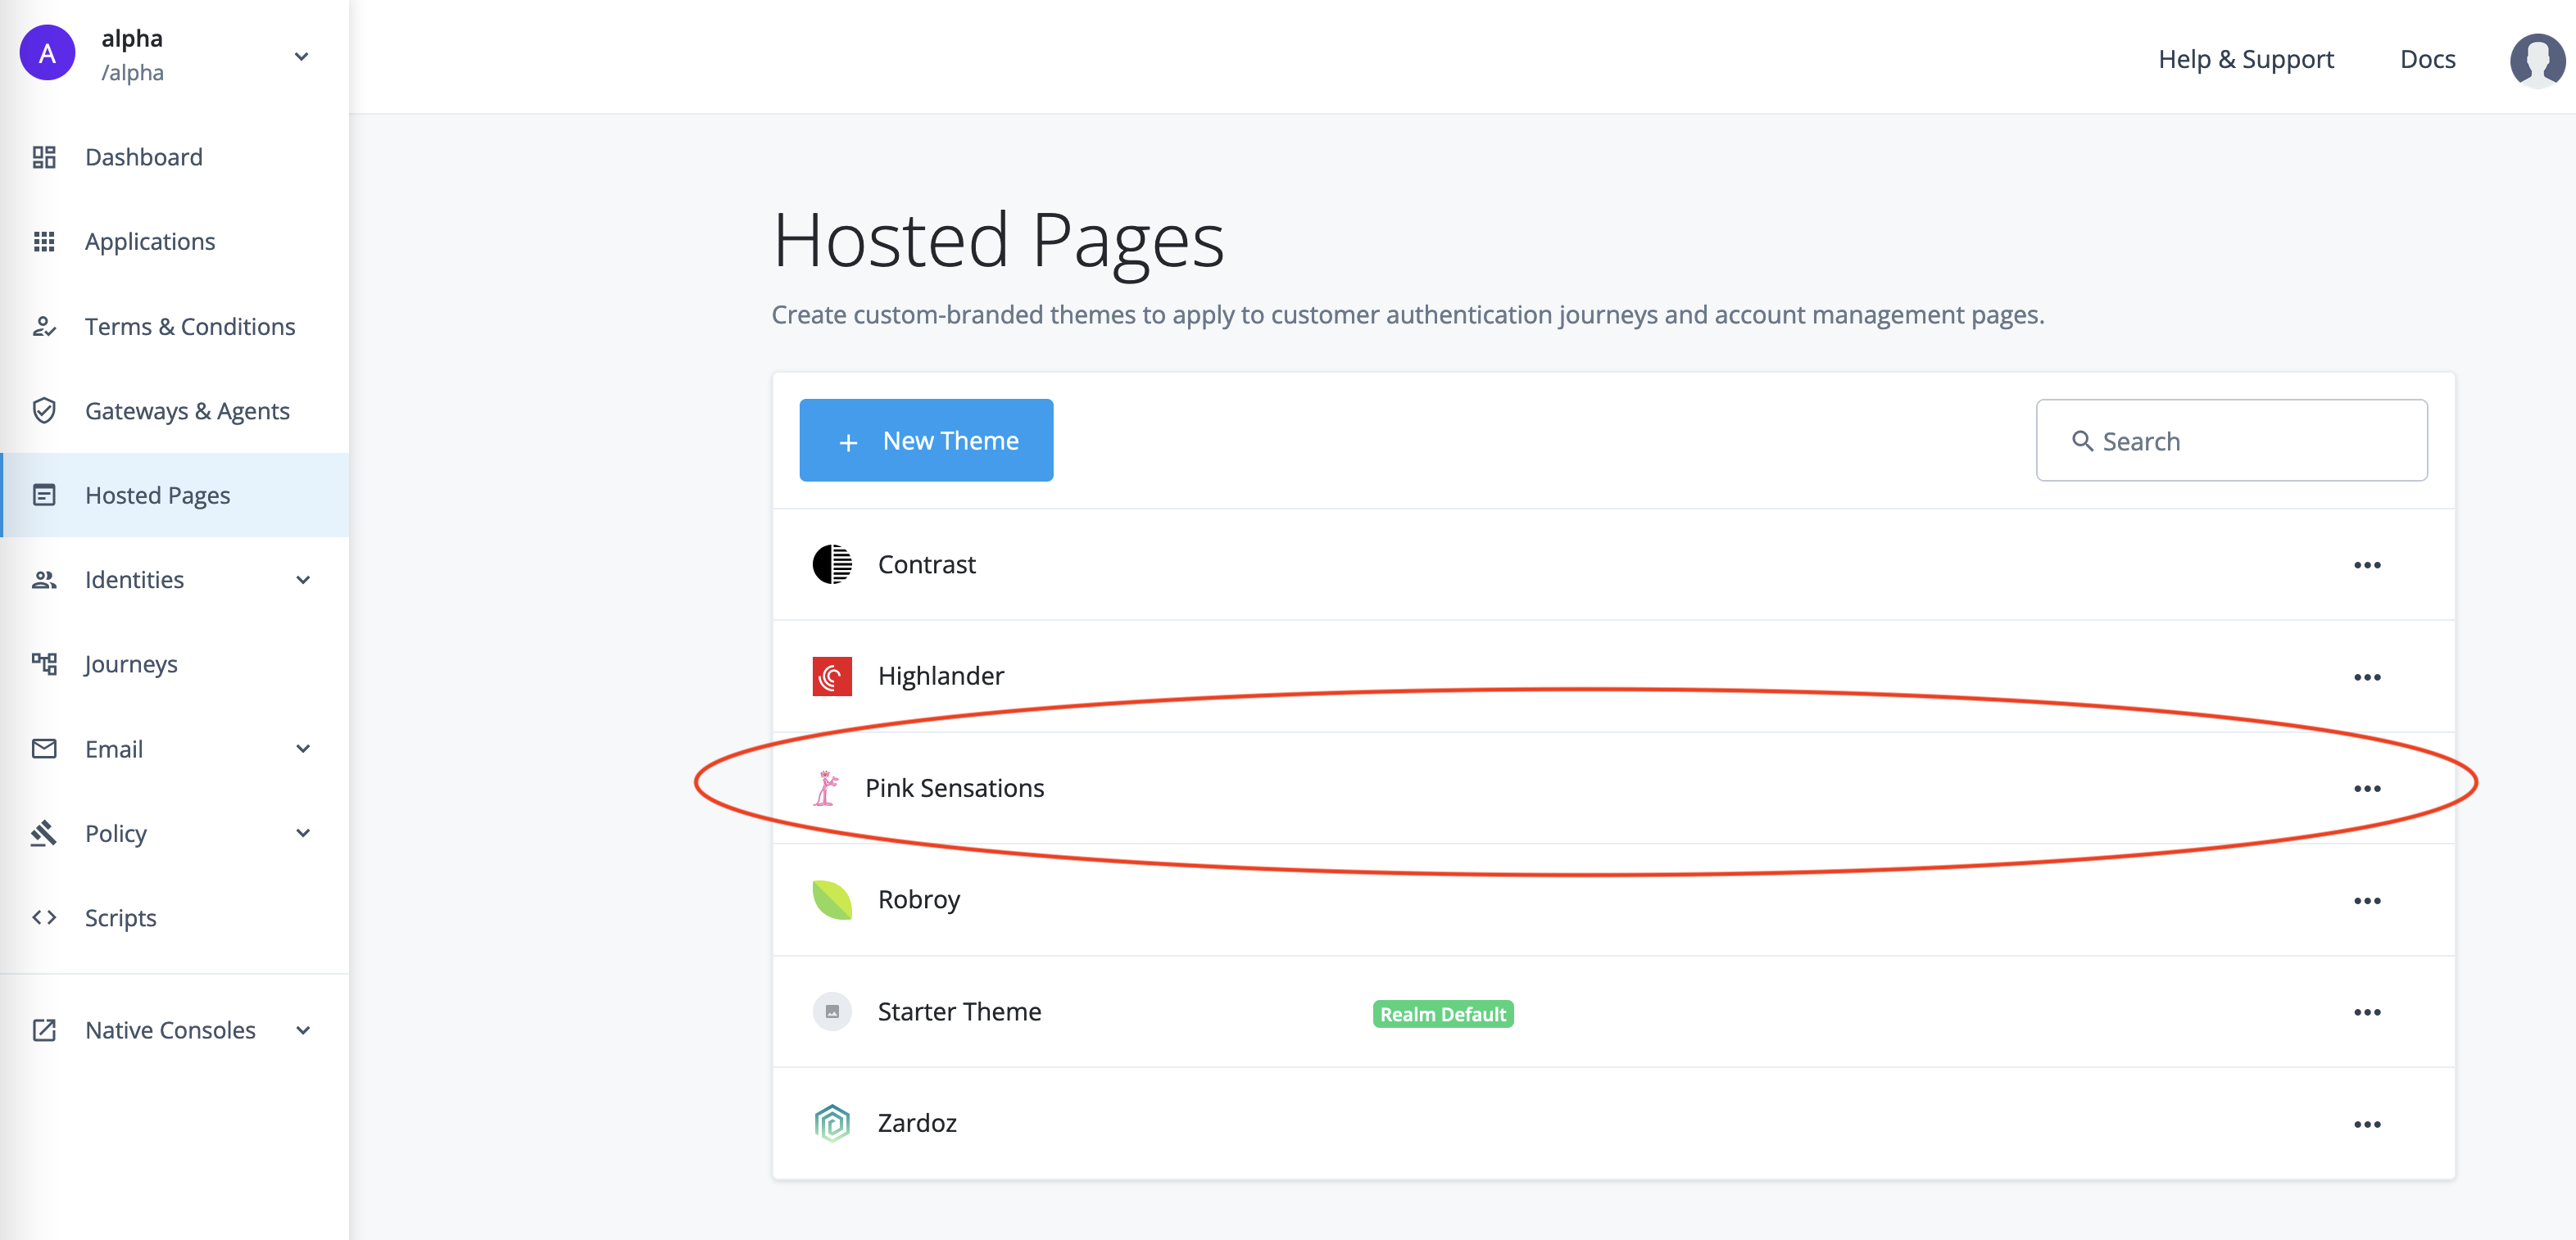 A
alpha
/alpha
Dashboard
Applications
Terms & Conditions
Gateways & Agents
Hosted Pages
Identities
Journeys
Email
Policy
Scripts
Native Consoles
Help & Support
Docs
Hosted Pages
Create custom-branded themes to apply to customer authentication journeys and account management pages.
+ New Theme
Search
Contrast
Highlander
Pink Sensations
Robroy
Starter Theme
Realm Default
Zardoz